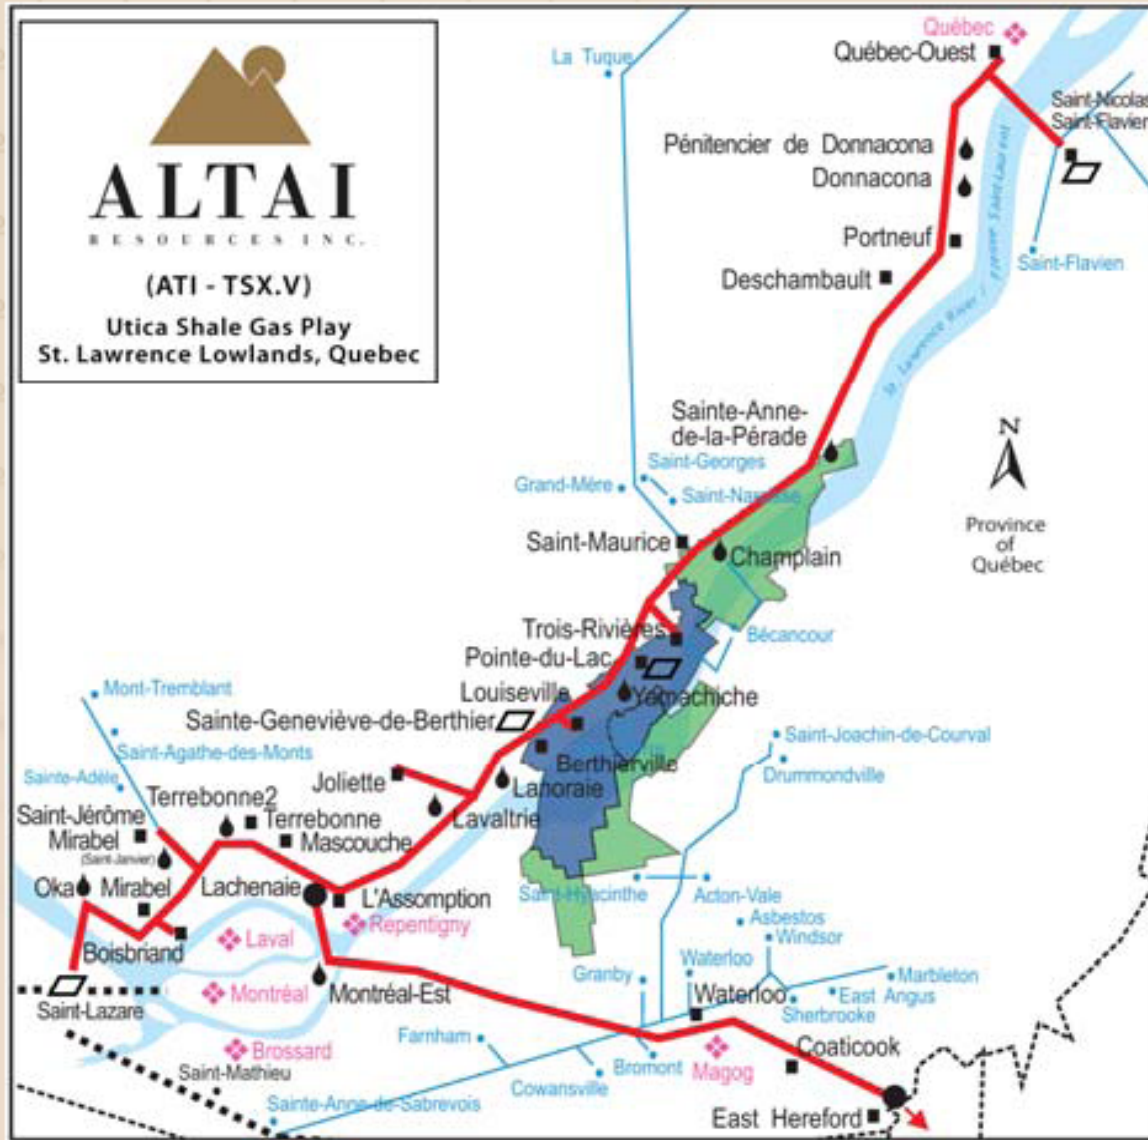 ALTAI
RESOURCES INC.
(ATI - TSX.V)
Utica Shale Gas Play
St. Lawrence Lowlands, Quebec
La Tuque
Québec
Québec-Ouest
Saint-Nicolas
Saint-Flavien
Pénitencier de Donnacona
Donnacona
Portneuf
Saint-Flavien
Deschambault
St. Lawrence River /
Sainte-Anne-
de-la-Pérade
Saint-Georges
Grand-Mère
Saint-Narcisse
N
Province
of
Québec
Saint-Maurice
Champlain
Trois-Rivières
Bécancour
Pointe-du-Lac
Louiseville
Yamachiche
Mont-Tremblant
Sainte-Geneviève-de-Berthier
Saint-Joachin-de-Courval
Saint-Agathe-des-Monts
Berthierville
Drummondville
Sainte-Adèle
Joliette
Lanoraie
Terrebonne2
Lavaltrie
Saint-Jérôme
Terrebonne
Mirabel
Mascouche
(Saint-Janvier)
Oka
Mirabel
Lachenaie
L'Assomption
Saint-Hyacinthe
Acton-Vale
Repentigny
Asbestos
Laval
Windsor
Boisbriand
Waterloo
Granby
Marbleton
Montréal
Montréal-Est
Waterloo
East Angus
Saint-Lazare
Sherbrooke
Farnham
Brossard
Coaticook
Bromont
Magog
Saint-Mathieu
Cowansville
Sainte-Anne-de-Sabrevois
East Hereford